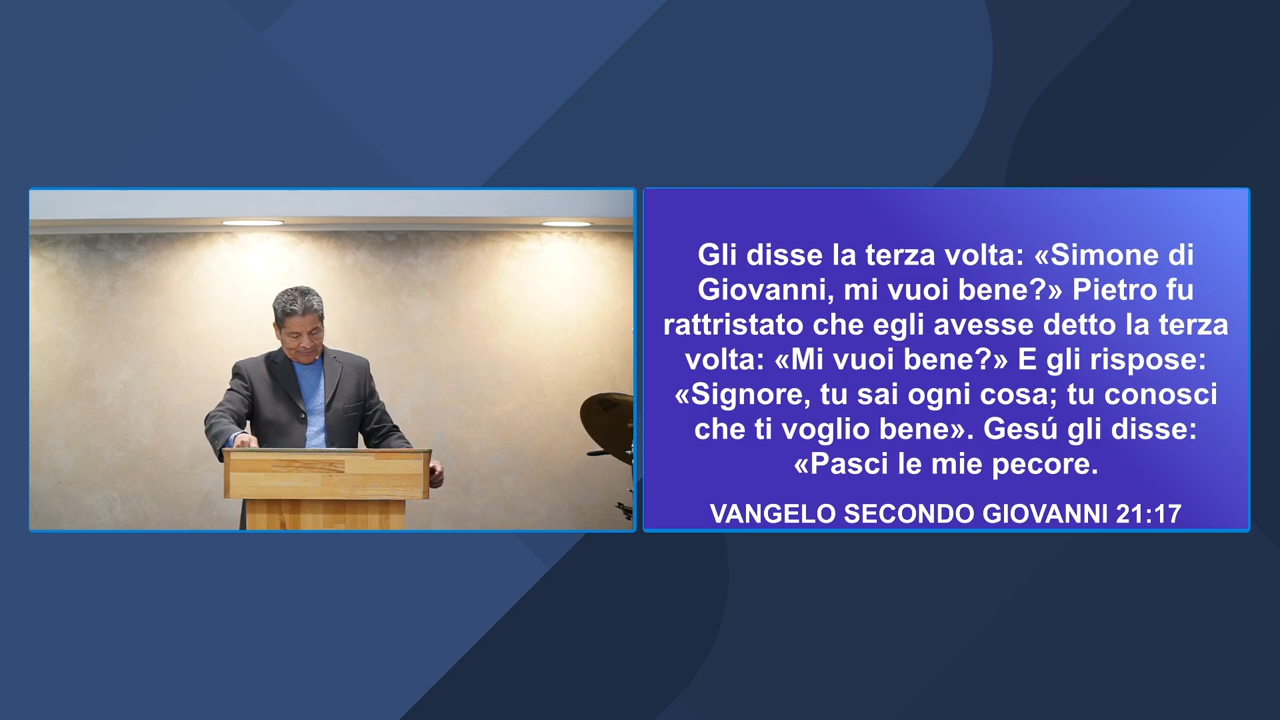 Gli disse la terza volta: «Simone di
Giovanni, mi vuoi bene?» Pietro fu
rattristato che egli avesse detto la terza
volta: «Mi vuoi bene?» E gli rispose:
«Signore, tu sai ogni cosa; tu conosci
che ti voglio bene». Gesú gli disse:
«Pasci le mie pecore.
VANGELO SECONDO GIOVANNI 21:17